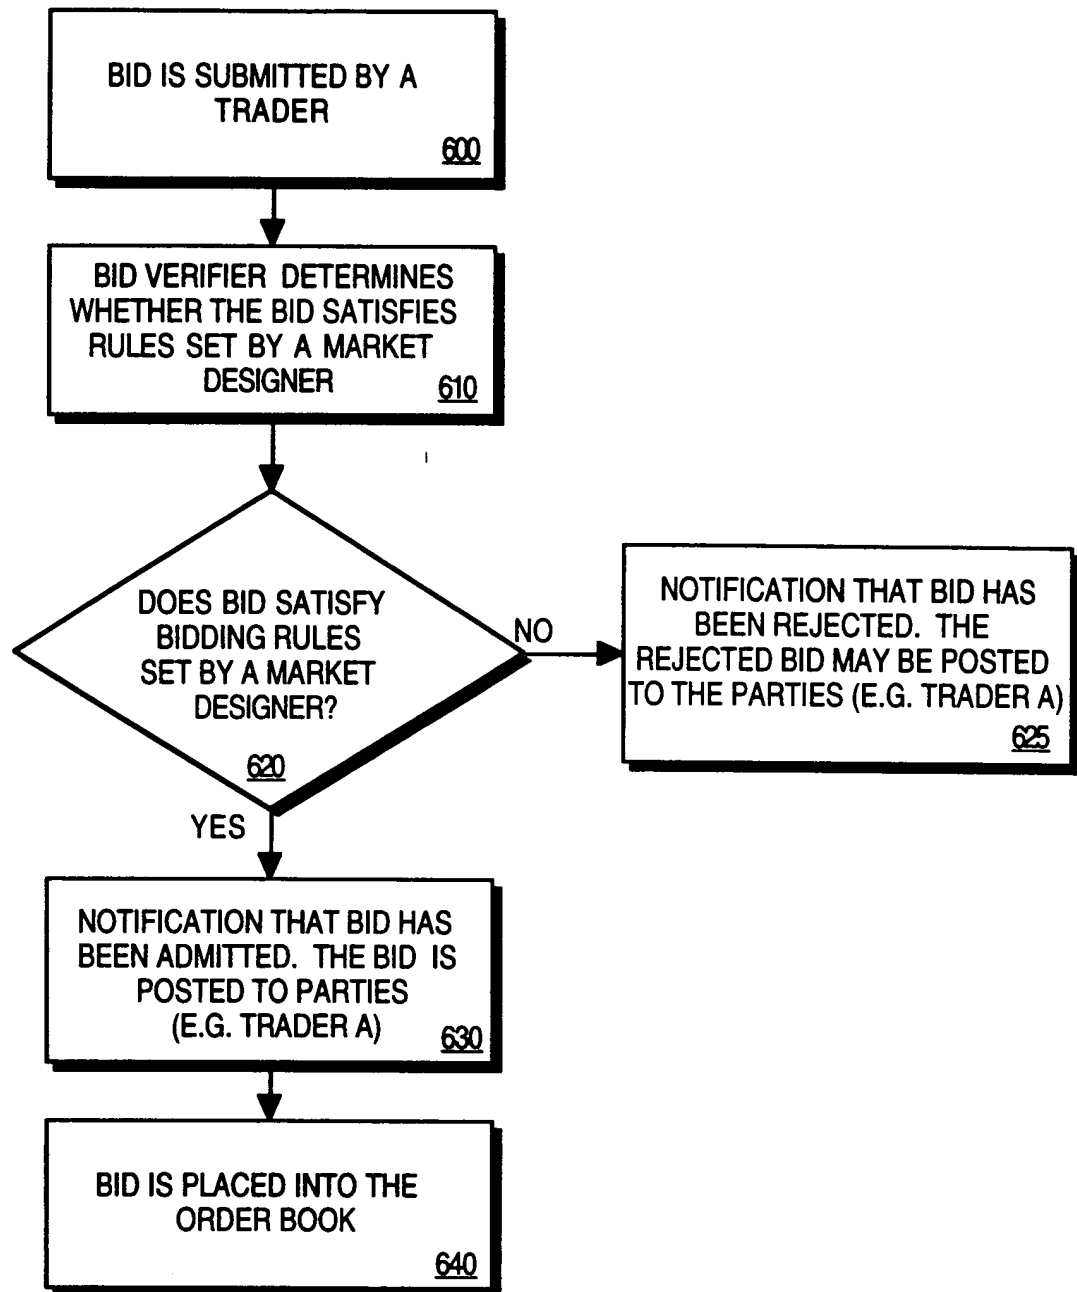 BID IS SUBMITTED BY A
TRADER
600
BID VERIFIER DETERMINES
WHETHER THE BID SATISFIES
RULES SET BY A MARKET
DESIGNER
610
DOES BID SATISFY
BIDDING RULES
SET BY A MARKET
DESIGNER?
620
NO
NOTIFICATION THAT BID HAS
BEEN REJECTED. THE
REJECTED BID MAY BE POSTED
TO THE PARTIES (E.G. TRADER A)
625
YES
NOTIFICATION THAT BID HAS
BEEN ADMITTED. THE BID IS
POSTED TO PARTIES
(E.G. TRADER A)
630
BID IS PLACED INTO THE
ORDER BOOK
640